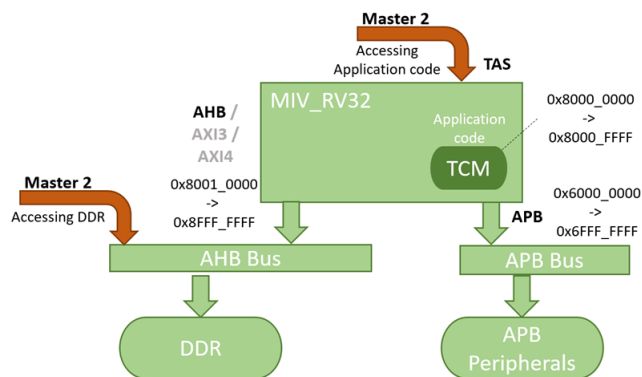 Master 2
Accessing
Application code
TAS
MIV_RV32
AHB /
AXI3 /
AXI4
Application
code
TCM
0x8000_0000
->
0x8000_FFFF
Master 2
Accessing DDR
0x8001_0000
->
0x8FFF_FFFF
APB
0x6000_0000
->
0x6FFF_FFFF
AHB Bus
APB Bus
DDR
APB
Peripherals